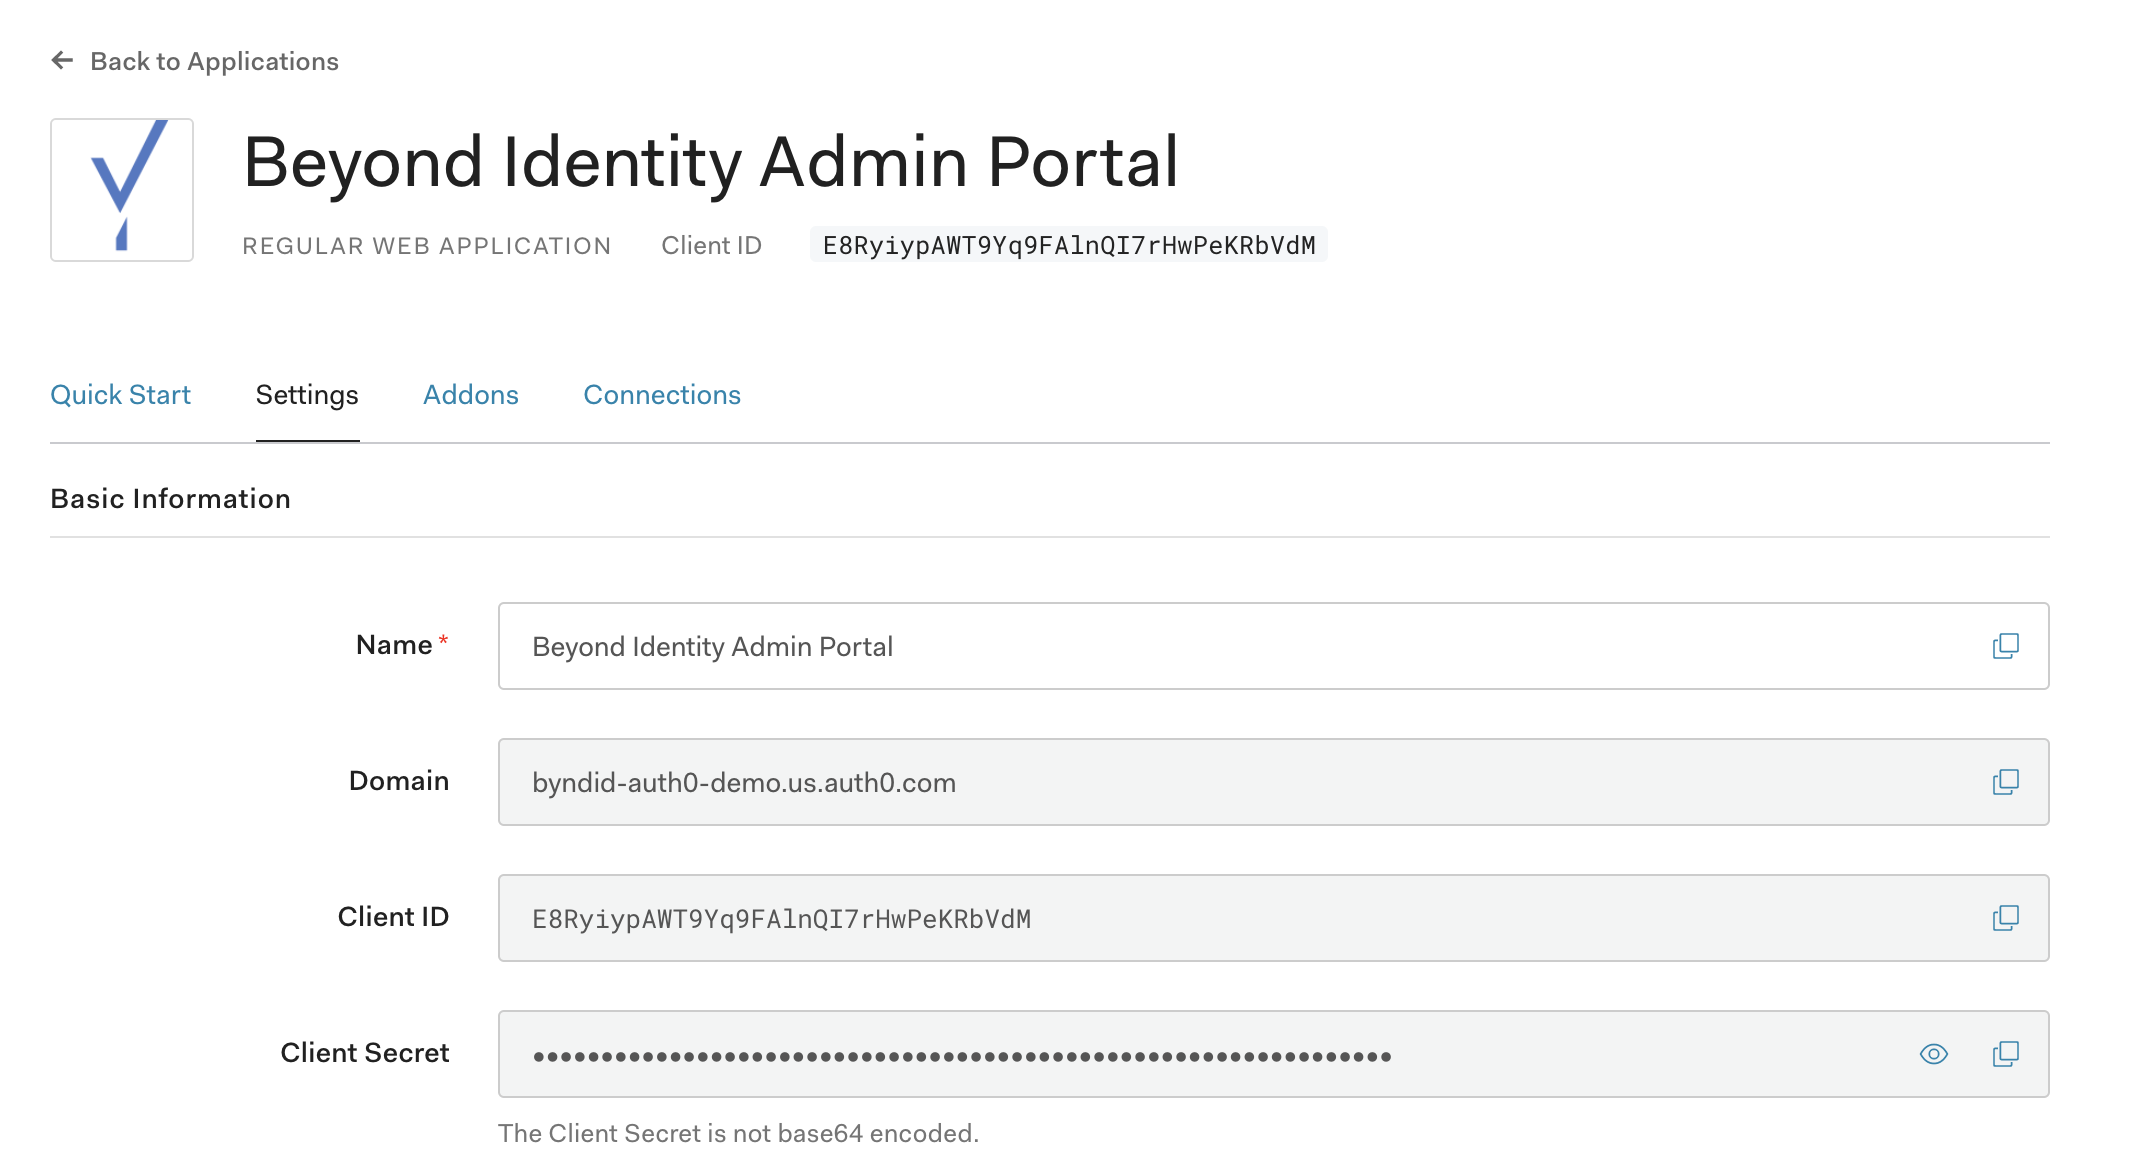 Back to Applications
Beyond Identity Admin Portal
REGULAR WEB APPLICATION Client ID E8RyiypAWT9Yq9FAlnQI7rHwPeKRbVdM
Quick Start Settings Addons Connections
Basic Information
Name * Beyond Identity Admin Portal
Domain byndid-auth0-demo.us.auth0.com
Client ID E8RyiypAWT9Yq9FAlnQI7rHwPeKRbVdM
Client Secret •••••••••••••••••••••••••••••••••••••••••••••••••••••••••••••••
The Client Secret is not base64 encoded.